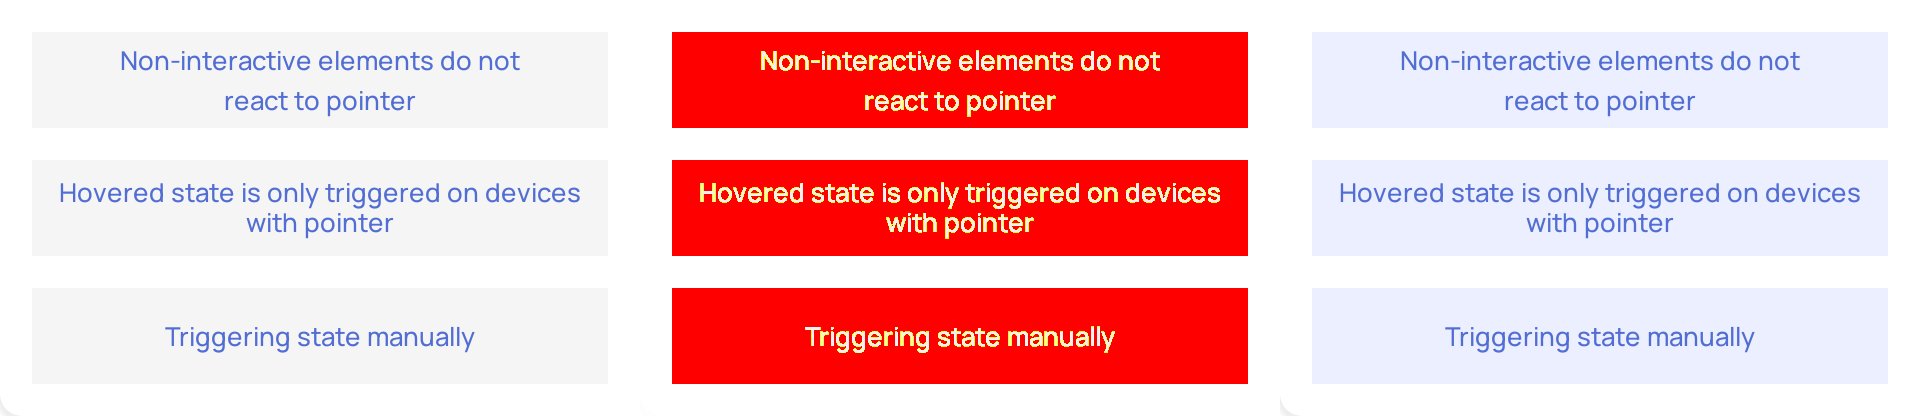 Non-interactive elements do not
react to pointer
Hovered state is only triggered on devices
with pointer
Triggering state manually
Non-interactive elements do not
react to pointer
Hovered state is only triggered on devices
with pointer
Triggering state manually
Non-interactive elements do not
react to pointer
Hovered state is only triggered on devices
with pointer
Triggering state manually